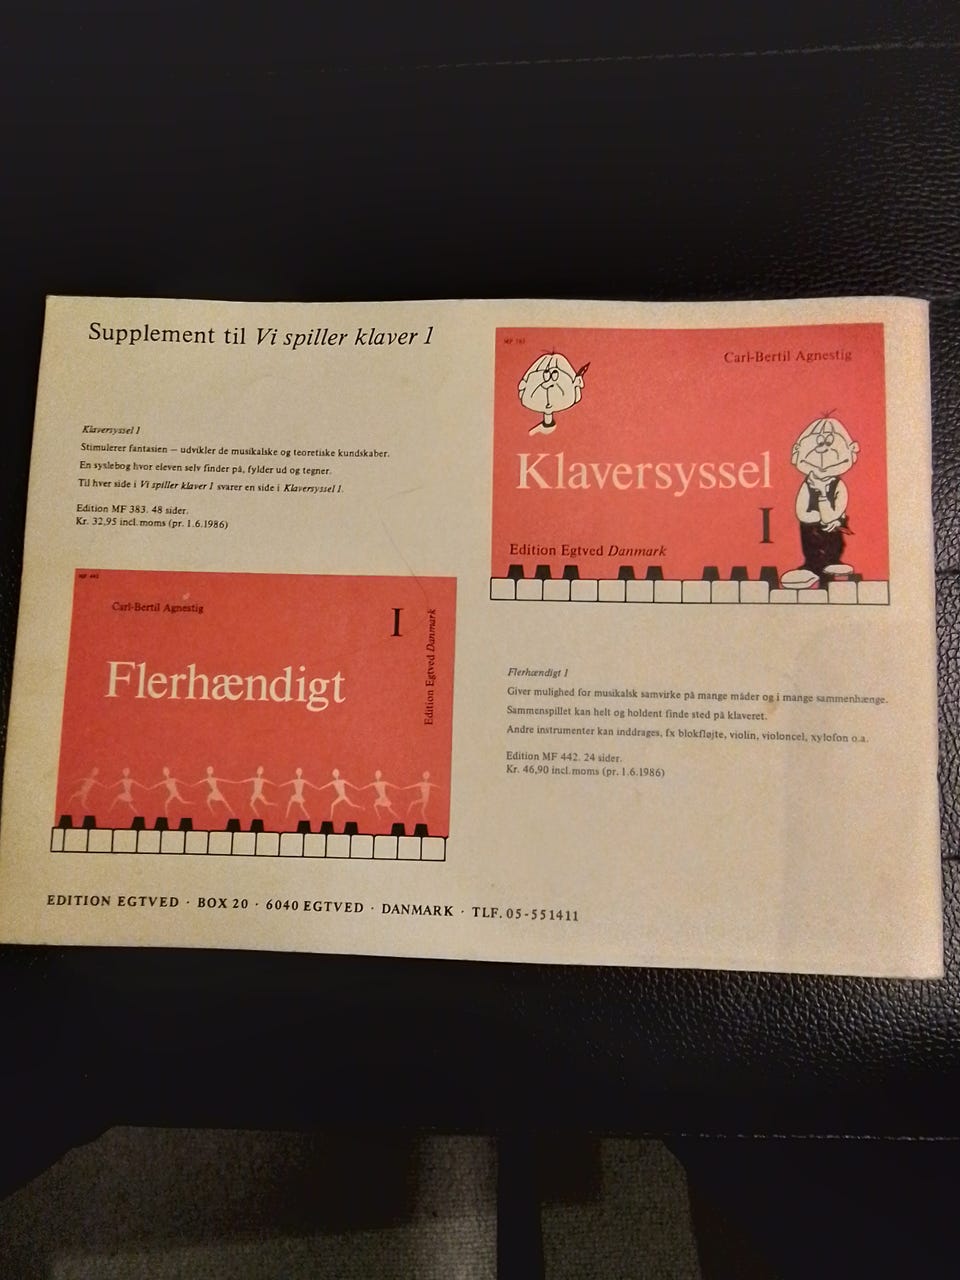 Supplement til Vi spiller klaver 1
Klaversyssel 1
Stimulerer fantasien – udvikler de musikalske og teoretiske kundskaber.
En syslebog hvor eleven selv finder på, fylder ud og tegner.
Til hver side i Vi spiller klaver 1 svarer en side i Klaversyssel 1.
Edition MF 383. 48 sider.
Kr. 32,95 incl. moms (pr. 1.6.1986)
Carl-Bertil Agnestig
Klaversyssel
I
Edition Egtved Danmark
MF 442
Carl-Bertil Agnestig
I
Flerhændigt
Edition Egtved Danmark
Flerhændigt 1
Giver mulighed for musikalsk samvirke på mange måder og i mange sammenhænge.
Sammenspillet kan helt og holdent finde sted på klaveret.
Andre instrumenter kan inddrages, fx blokfløjte, violin, violoncel, xylofon o.a.
Edition MF 442. 24 sider.
Kr. 46,90 incl. moms (pr. 1.6.1986)
EDITION EGTVED · BOX 20 · 6040 EGTVED · DANMARK · TLF. 05-551411